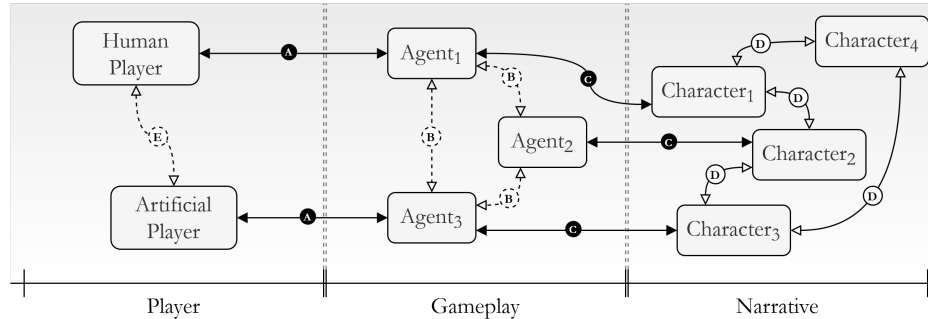 Human
Player
A
Agent₁
B
C
Character₁
D
Character₄
D
E
B
Agent₂
C
Character₂
D
D
Artificial
Player
A
Agent₃
B
C
Character₃
Player
Gameplay
Narrative